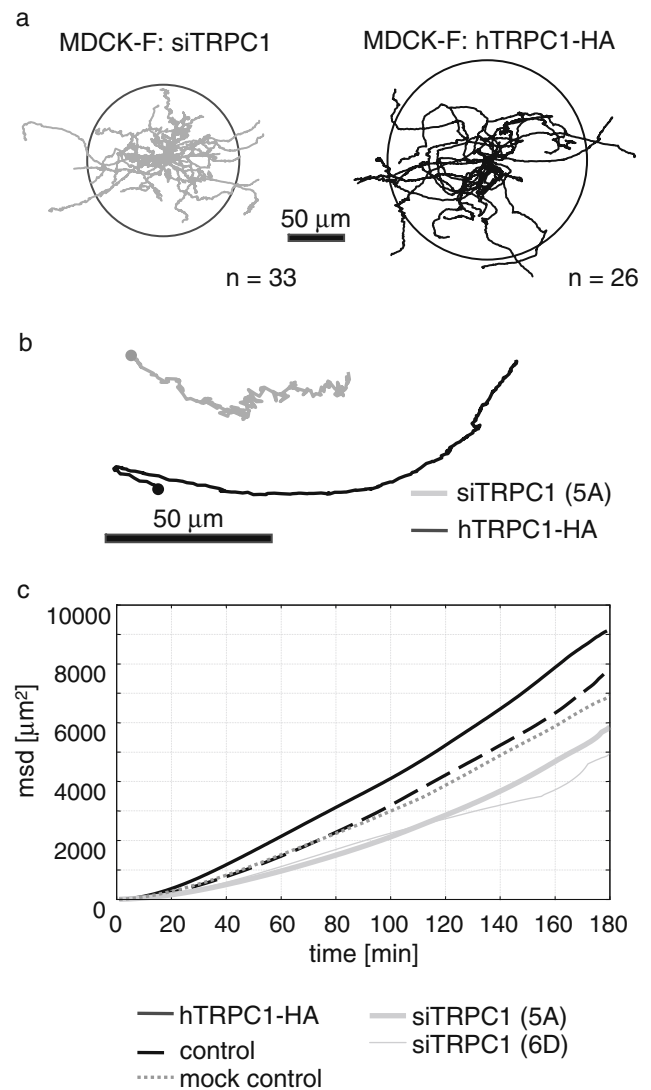 a
MDCK-F: siTRPC1
MDCK-F: hTRPC1-HA
50 μm
n = 33
n = 26
b
siTRPC1 (5A)
50 μm
hTRPC1-HA
c
10000
8000
6000
4000
2000
0
msd [μm²]
0 20 40 60 80 100 120 140 160 180
time [min]
hTRPC1-HA
siTRPC1 (5A)
control
siTRPC1 (6D)
mock control